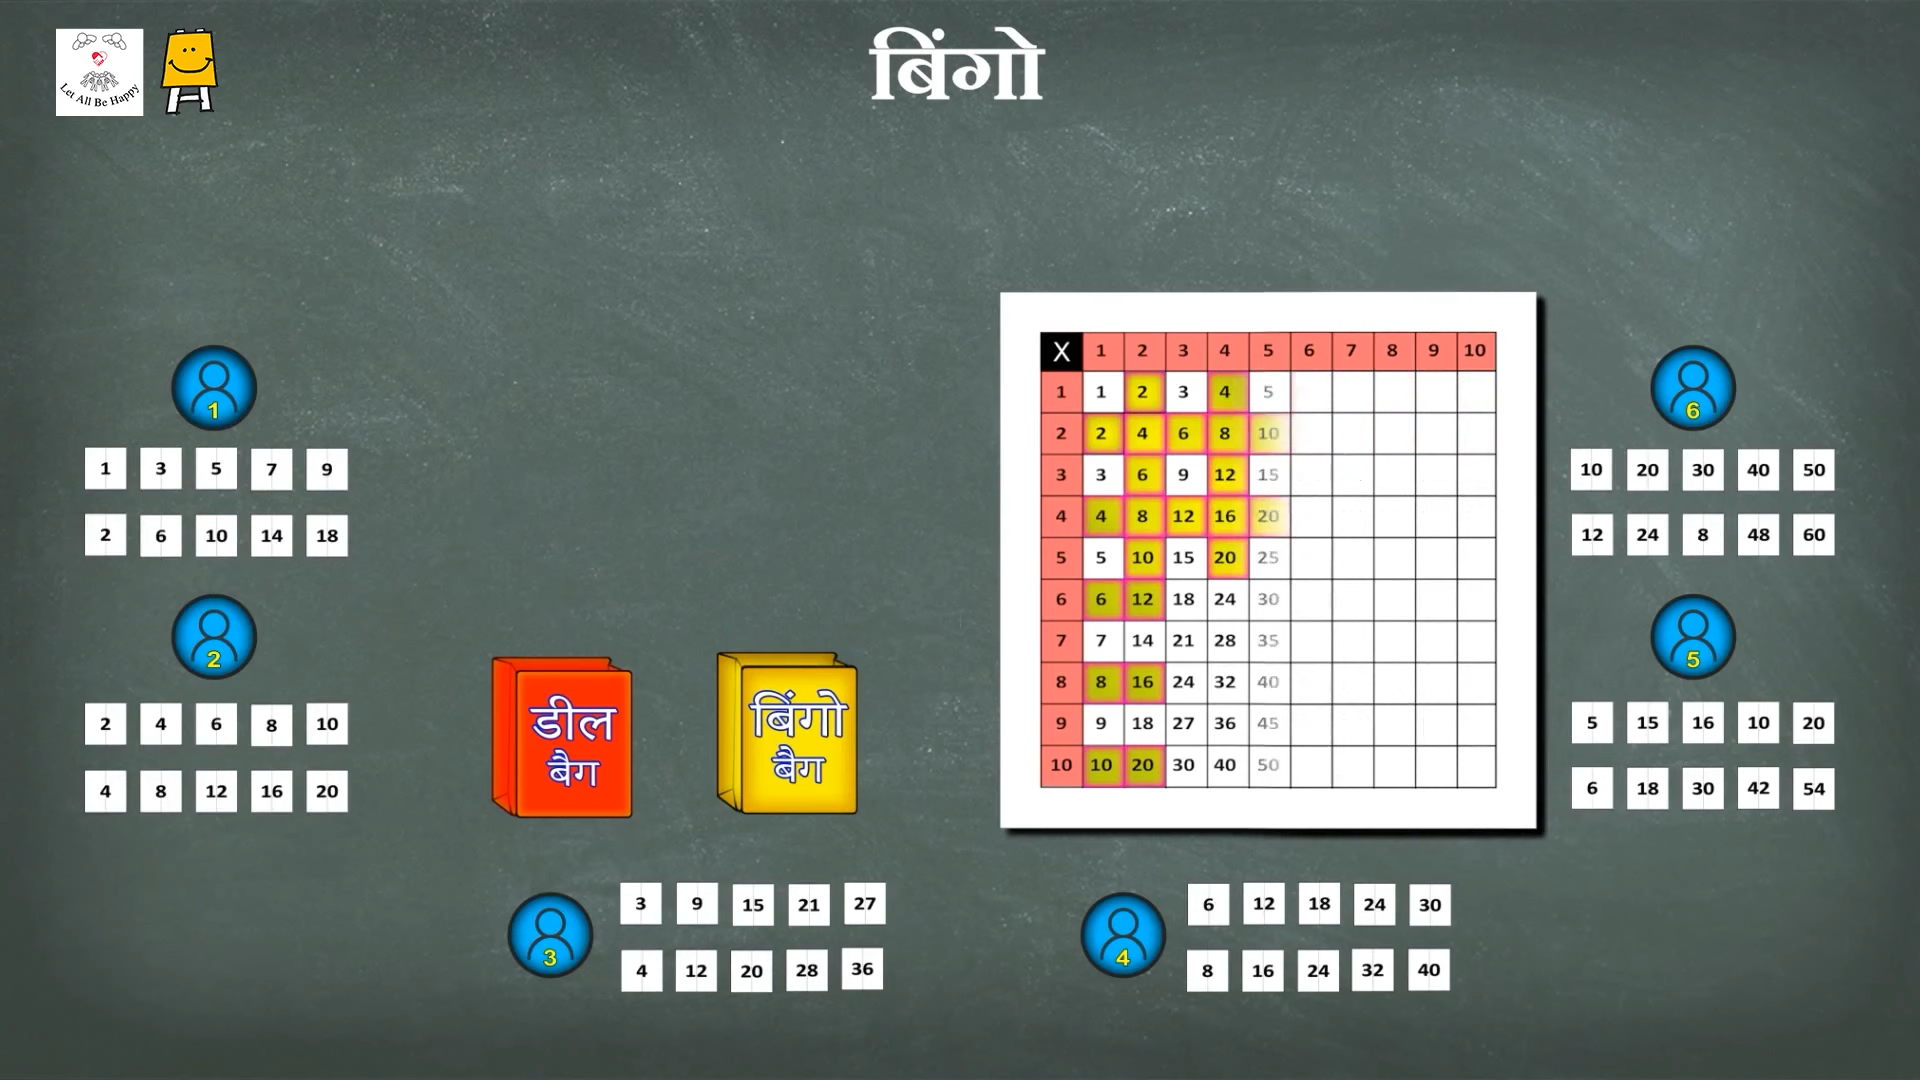 Let All Be Happy
बिंगो
1
1 3 5 7 9
2 6 10 14 18
2
2 4 6 8 10
4 8 12 16 20
डील
बैग
बिंगो
बैग
X 1 2 3 4 5 6 7 8 9 10
1 1 2 3 4 5
2 2 4 6 8 10
3 3 6 9 12 15
4 4 8 12 16 20
5 5 10 15 20 25
6 6 12 18 24 30
7 7 14 21 28 35
8 8 16 24 32 40
9 9 18 27 36 45
10 10 20 30 40 50
6
10 20 30 40 50
12 24 8 48 60
5
5 15 16 10 20
6 18 30 42 54
3
3 9 15 21 27
4 12 20 28 36
4
6 12 18 24 30
8 16 24 32 40